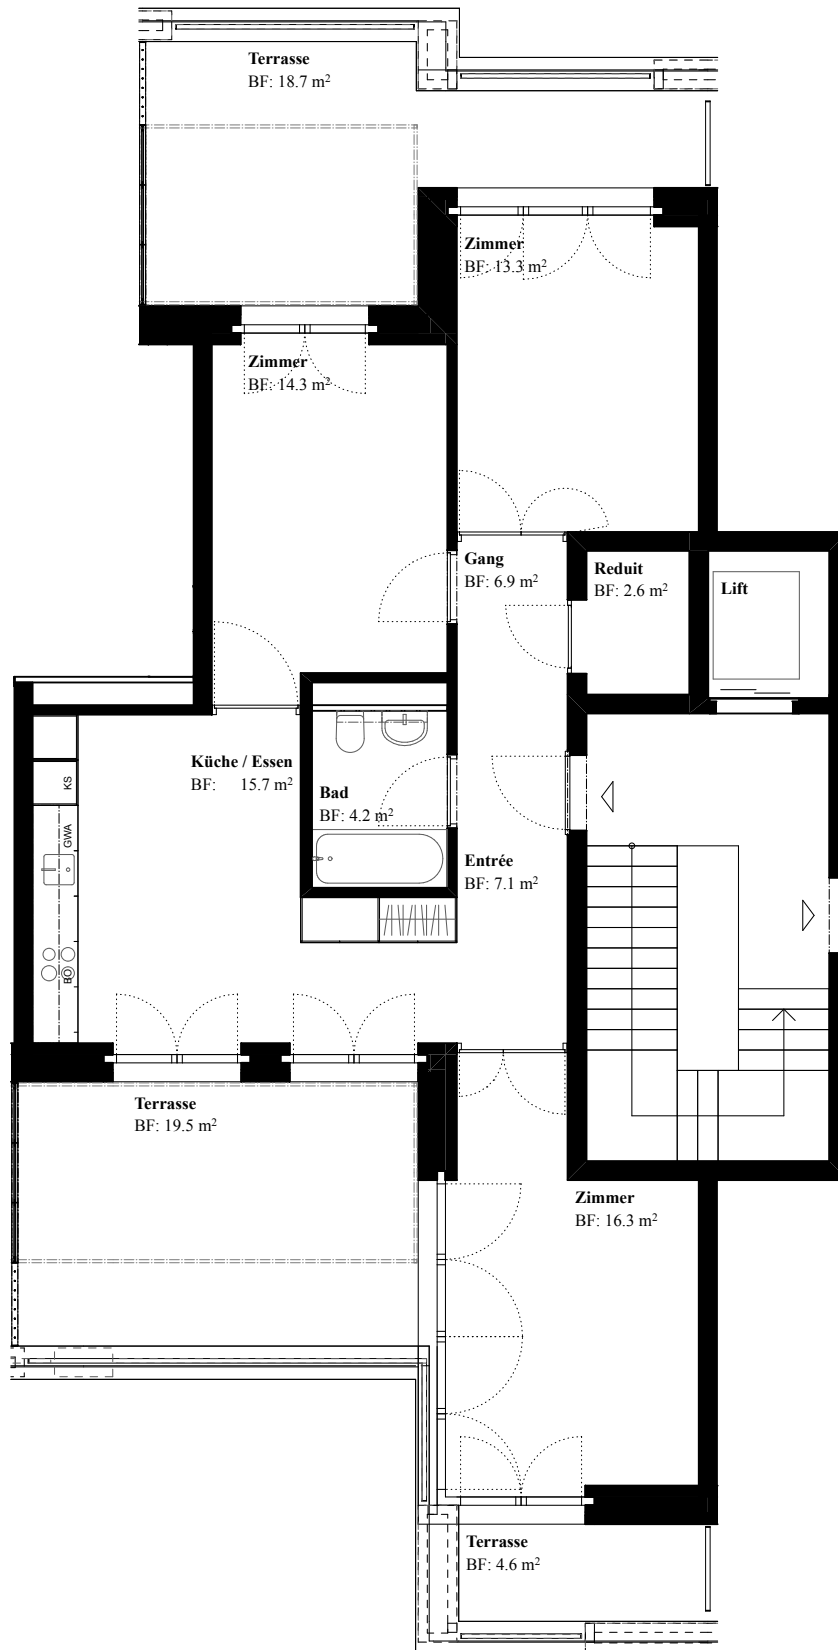 Terrasse
BF: 18.7 m²
Zimmer
BF: 13.3 m²
Zimmer
BF: 14.3 m²
Gang
BF: 6.9 m²
Reduit
BF: 2.6 m²
Lift
Küche / Essen
BF: 15.7 m²
KS
GWA
BO
Bad
BF: 4.2 m²
Entrée
BF: 7.1 m²
Terrasse
BF: 19.5 m²
Zimmer
BF: 16.3 m²
Terrasse
BF: 4.6 m²